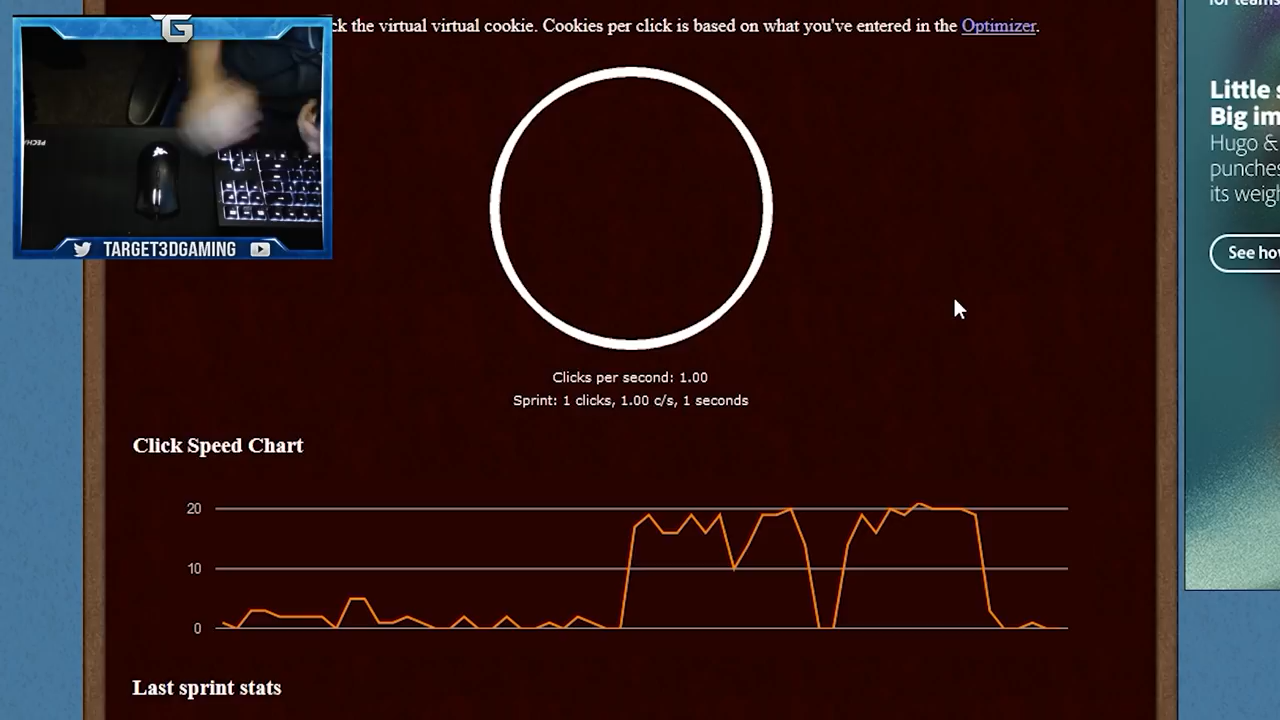 ck the virtual virtual cookie. Cookies per click is based on what you've entered in the Optimizer.
G
TARGET3DGAMING
Little s
Big im
Hugo &
punches
its weigh
See how
Clicks per second: 1.00
Sprint: 1 clicks, 1.00 c/s, 1 seconds
Click Speed Chart
20
10
0
Last sprint stats